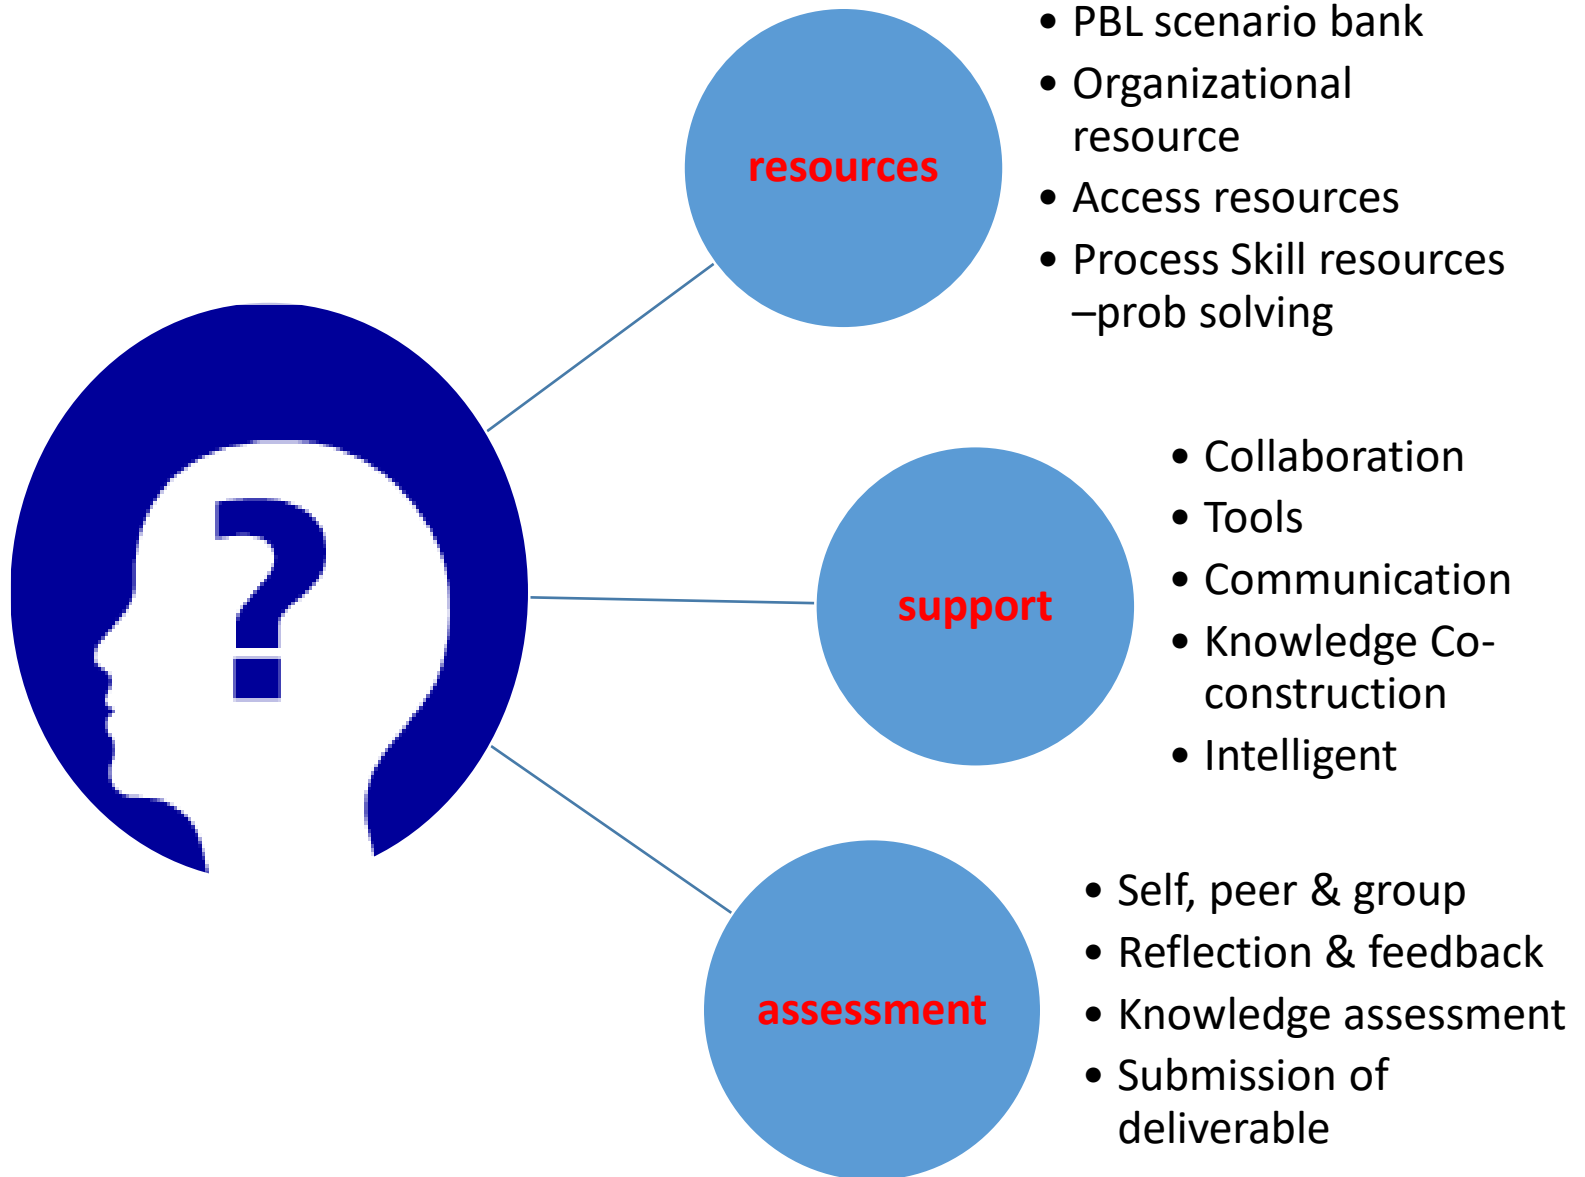 resources
• PBL scenario bank
• Organizational
resource
• Access resources
• Process Skill resources
–prob solving
support
• Collaboration
• Tools
• Communication
• Knowledge Co-
construction
• Intelligent
assessment
• Self, peer & group
• Reflection & feedback
• Knowledge assessment
• Submission of
deliverable
?